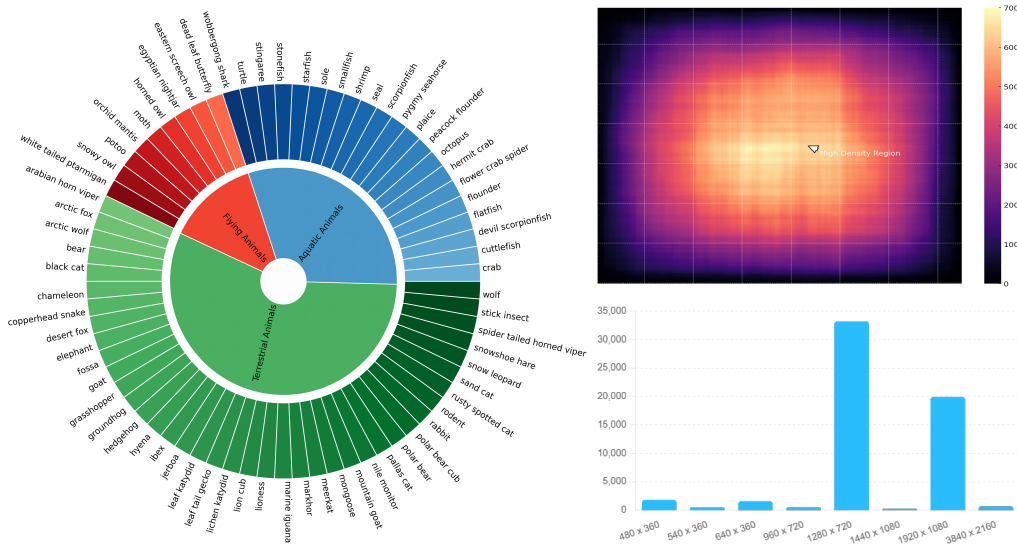 wobbergong shark
dead leaf butterfly
eastern screech owl
egyptian nightjar
horned owl
moth
orchid mantis
potoo
snowy owl
white tailed ptarmigan
arabian horn viper
arctic fox
arctic wolf
bear
black cat
chameleon
copperhead snake
desert fox
elephant
fossa
goat
grasshopper
groundhog
hedgehog
hyena
ibex
jerboa
leaf katydid
leaf tail gecko
lichen katydid
lion cub
lioness
marine iguana
markhor
meerkat
mongoose
mountain goat
nile monitor
pallas cat
polar bear
polar bear cub
rabbit
rodent
rusty spotted cat
sand cat
snow leopard
snowshoe hare
spider tailed horned viper
stick insect
wolf
crab
cuttlefish
devil scorpionfish
flatfish
flounder
flower crab spider
hermit crab
octopus
peacock flounder
plaice
pygmy seahorse
scorpionfish
seal
shrimp
smallfish
sole
starfish
stonefish
stingaree
turtle
Flying Animals
Aquatic Animals
Terrestrial Animals
High Density Region
700
600
500
400
300
200
100
0
35,000
30,000
25,000
20,000
15,000
10,000
5,000
0
480 x 360
540 x 360
640 x 360
960 x 720
1280 x 720
1440 x 1080
1920 x 1080
3840 x 2160